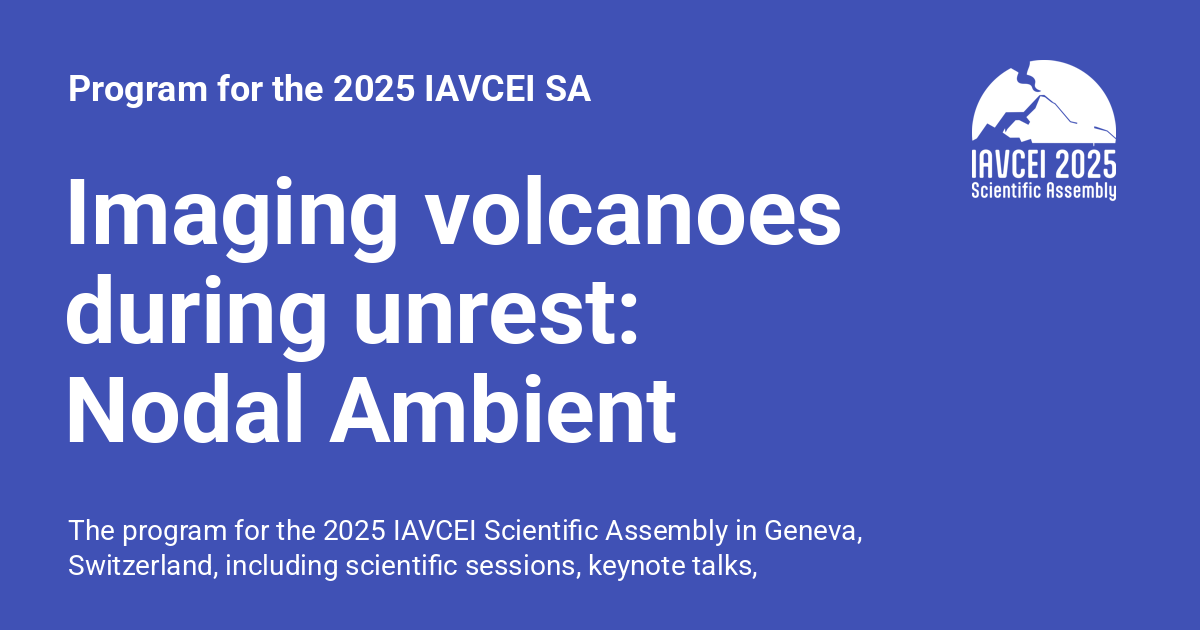 Program for the 2025 IAVCEI SA
IAVCEI 2025
Scientific Assembly
Imaging volcanoes
during unrest:
Nodal Ambient
The program for the 2025 IAVCEI Scientific Assembly in Geneva,
Switzerland, including scientific sessions, keynote talks,